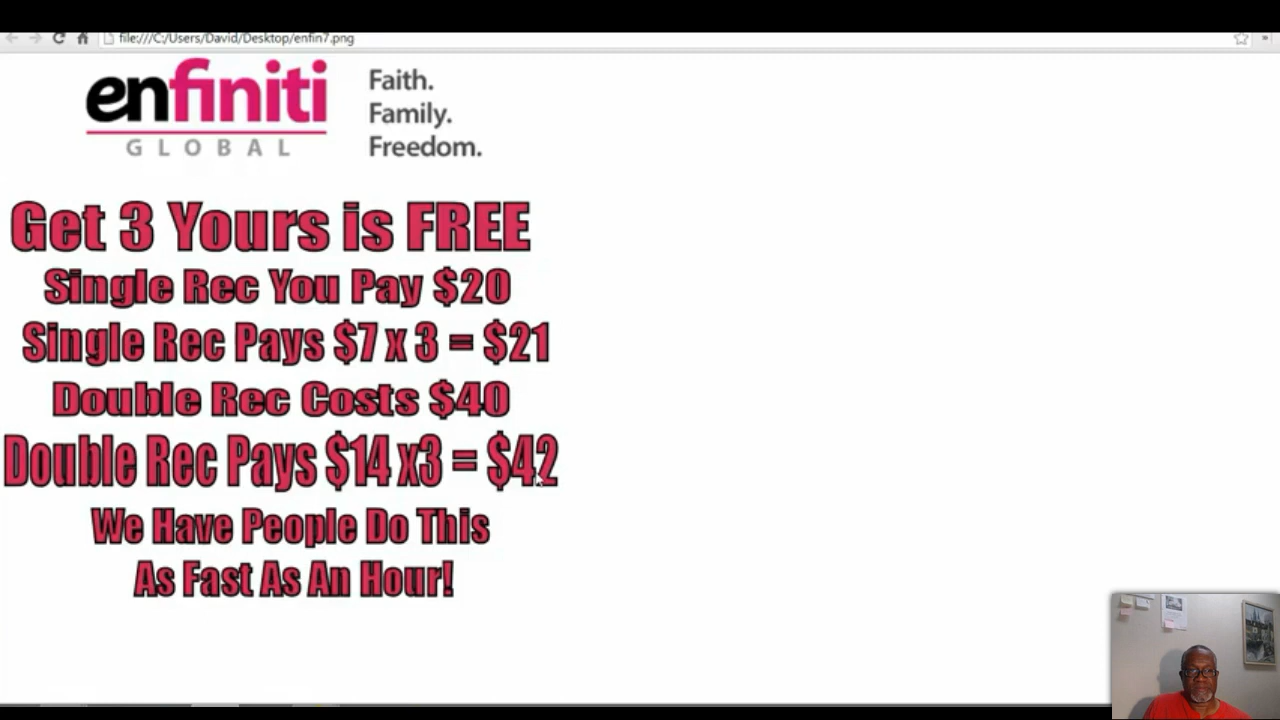 file:///C:/Users/David/Desktop/enfin7.png
enfiniti
GLOBAL
Faith.
Family.
Freedom.
Get 3 Yours is FREE
Single Rec You Pay $20
Single Rec Pays $7 x 3 = $21
Double Rec Costs $40
Double Rec Pays $14 x3 = $42
We Have People Do This
As Fast As An Hour!